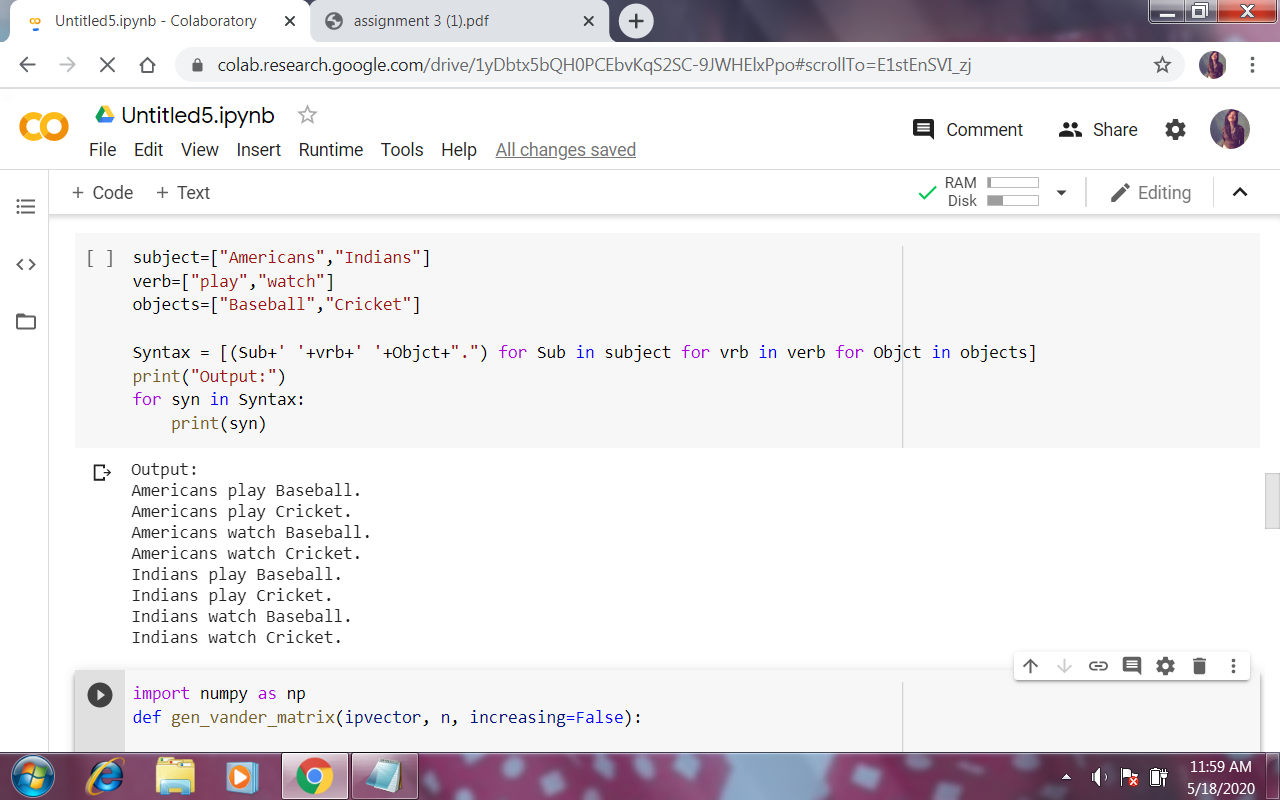 Untitled5.ipynb - Colaboratory
assignment 3 (1).pdf
colab.research.google.com/drive/1yDbtx5bQH0PCEbvKqS2SC-9JWHElxPpo#scrollTo=E1stEnSVI_zj
Untitled5.ipynb
Comment
Share
File Edit View Insert Runtime Tools Help All changes saved
+ Code + Text
RAM
Disk
Editing
[ ] subject=["Americans","Indians"]
verb=["play","watch"]
objects=["Baseball","Cricket"]
Syntax = [(Sub+' '+vrb+' '+Objct+".") for Sub in subject for vrb in verb for Objct in objects]
print("Output:")
for syn in Syntax:
    print(syn)
Output:
Americans play Baseball.
Americans play Cricket.
Americans watch Baseball.
Americans watch Cricket.
Indians play Baseball.
Indians play Cricket.
Indians watch Baseball.
Indians watch Cricket.
import numpy as np
def gen_vander_matrix(ipvector, n, increasing=False):
11:59 AM
5/18/2020